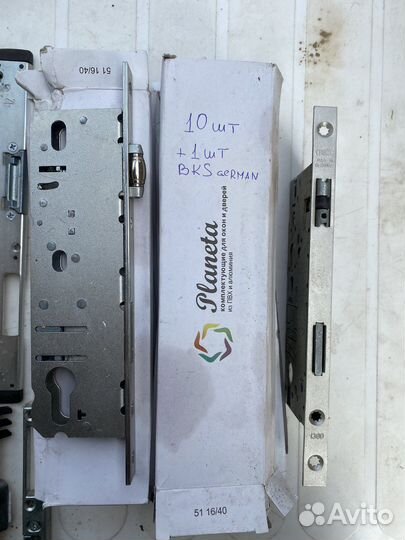 51 16/40
10 шт
+ 1 шт
BKS GERMAN
Planeta
комплектующие для окон и дверей
из ПВХ и алюминия
1300
51 16/40
Avito